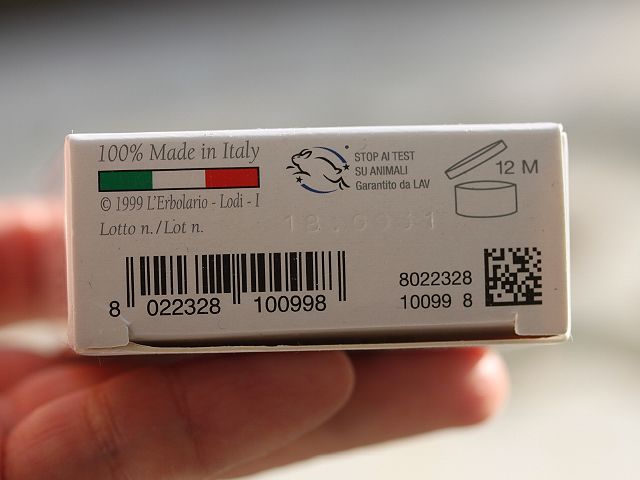 100% Made in Italy
© 1999 L'Erbolario - Lodi - I
Lotto n./Lot n.
STOP AI TEST
SU ANIMALI
Garantito da LAV
12 M
8 022328 100998
8022328
10099 8